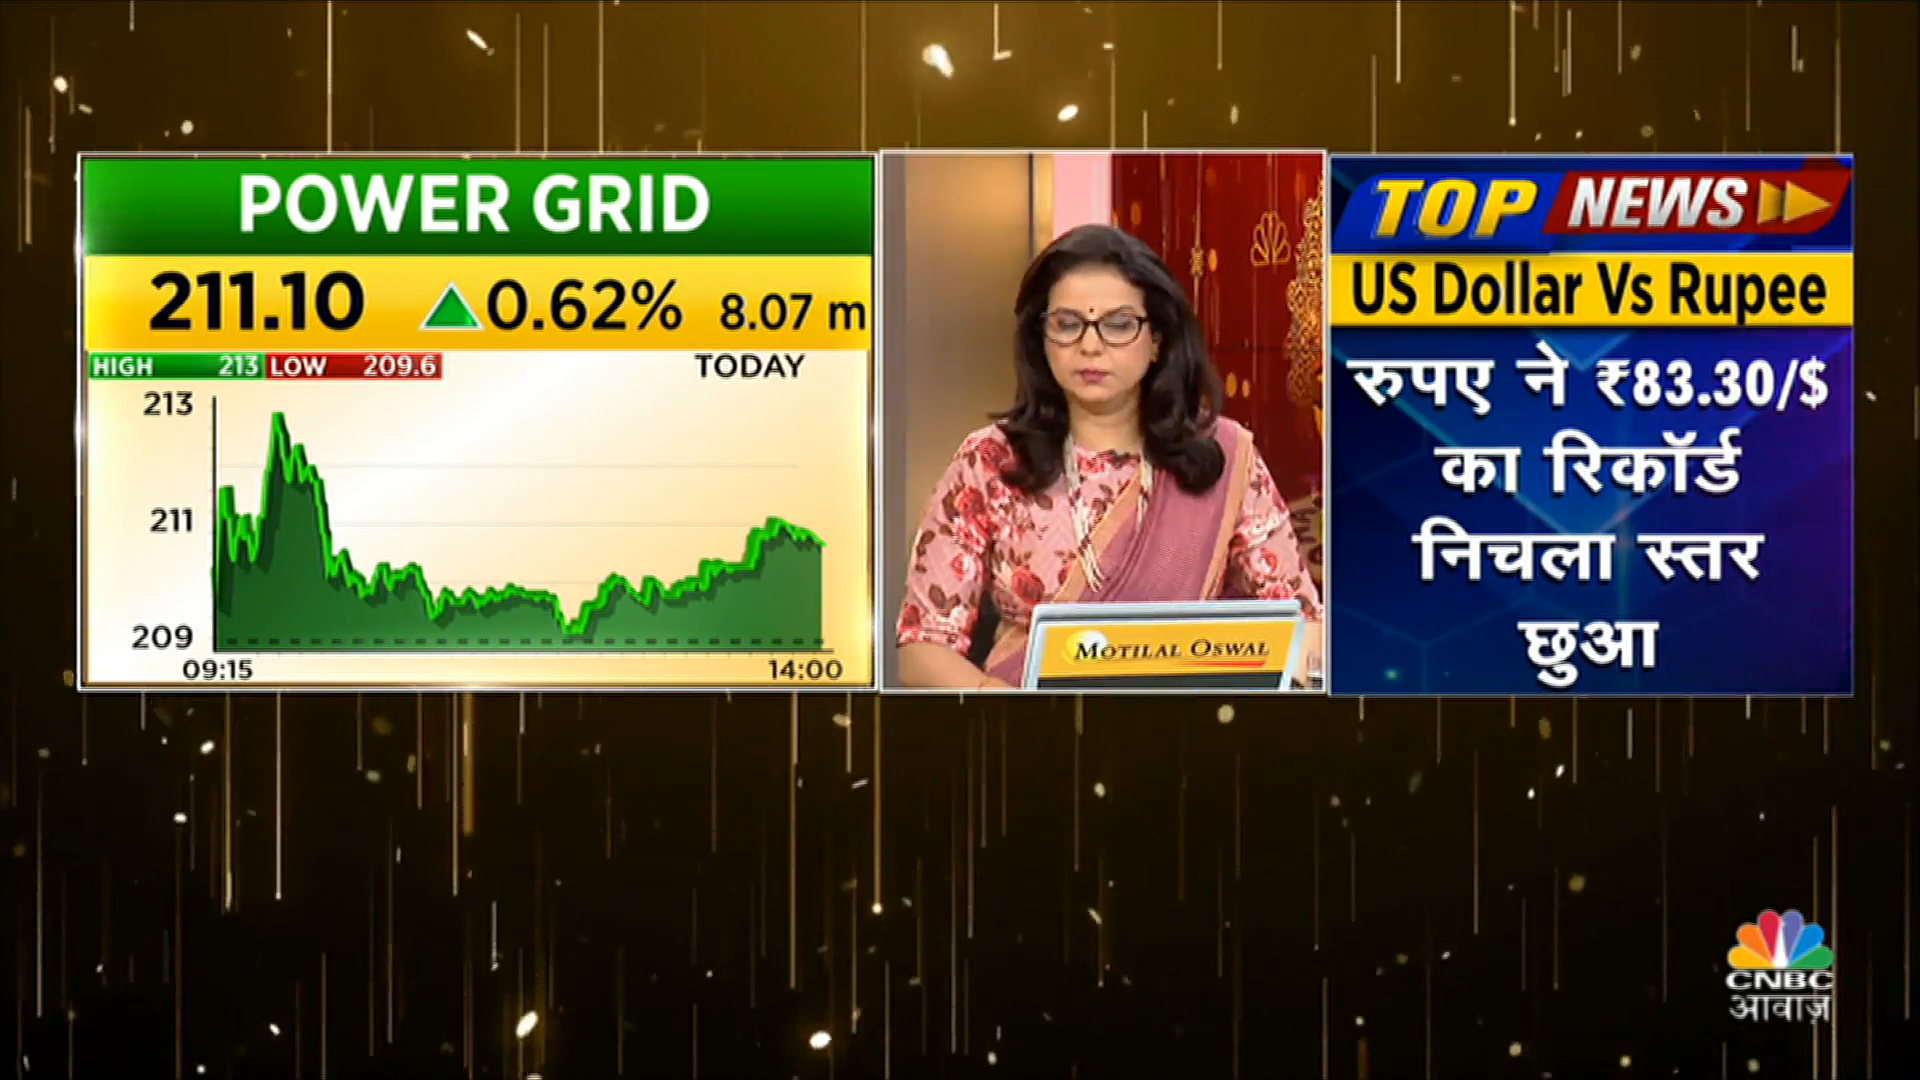 POWER GRID
211.10 ▲0.62% 8.07 m
HIGH 213 LOW 209.6 TODAY
213
211
209
09:15 14:00
MOTILAL OSWAL
TOP NEWS
US Dollar Vs Rupee
रुपए ने ₹83.30/$
का रिकॉर्ड
निचला स्तर
छुआ
CNBC
आवाज़